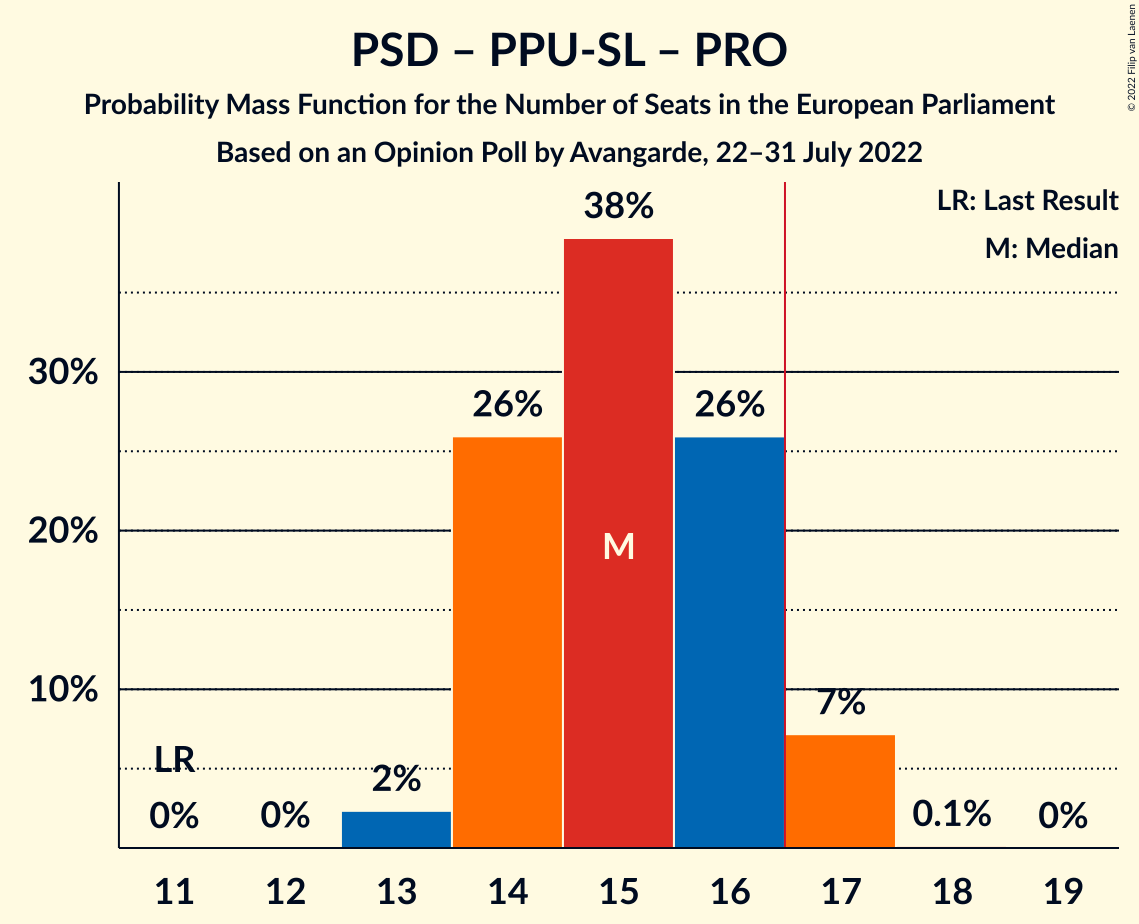 PSD – PPU-SL – PRO
Probability Mass Function for the Number of Seats in the European Parliament
Based on an Opinion Poll by Avangarde, 22–31 July 2022
© 2022 Filip van Laenen
LR: Last Result
M: Median
38%
30%
26%
26%
20%
M
10%
7%
LR
2%
0%
0%
0.1%
0%
11 12 13 14 15 16 17 18 19